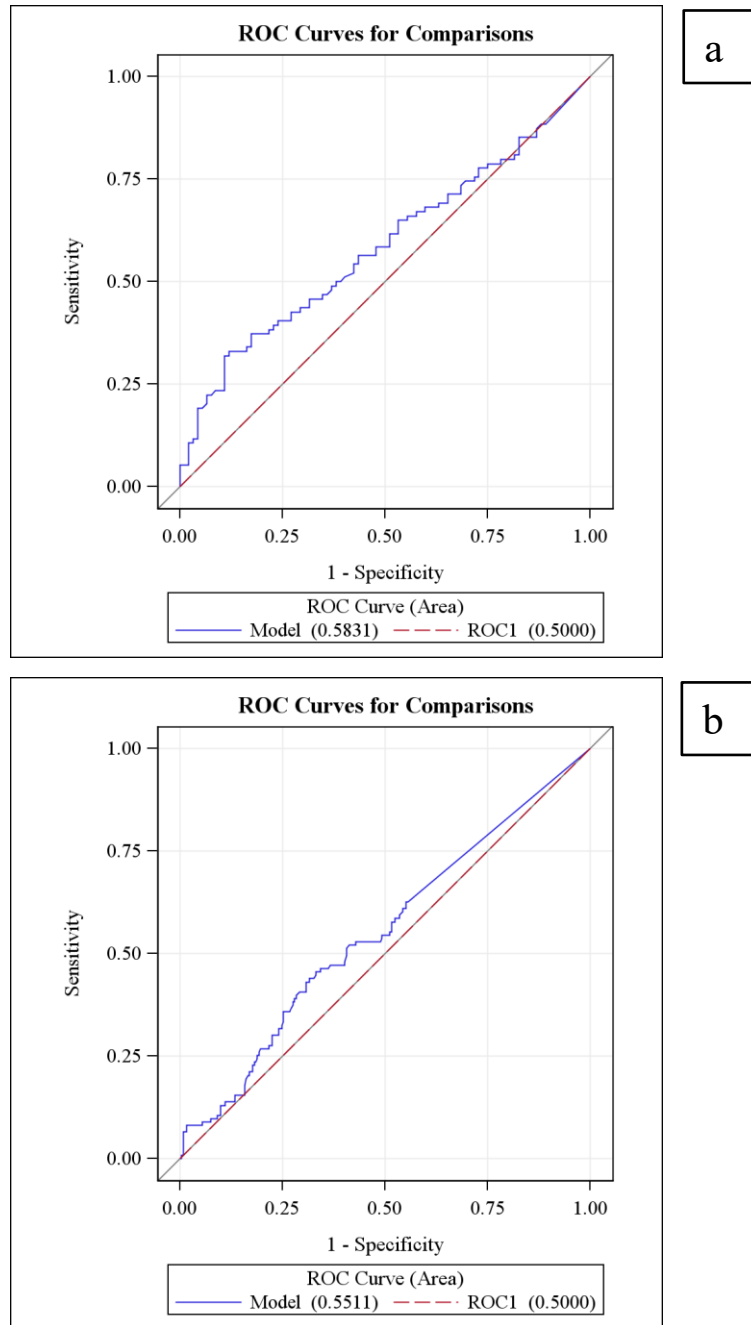 ROC Curves for Comparisons
a
1.00
0.75
0.50
0.25
0.00
Sensitivity
0.00 0.25 0.50 0.75 1.00
1 - Specificity
ROC Curve (Area)
Model (0.5831) ROC1 (0.5000)
ROC Curves for Comparisons
b
1.00
0.75
0.50
0.25
0.00
Sensitivity
0.00 0.25 0.50 0.75 1.00
1 - Specificity
ROC Curve (Area)
Model (0.5511) ROC1 (0.5000)